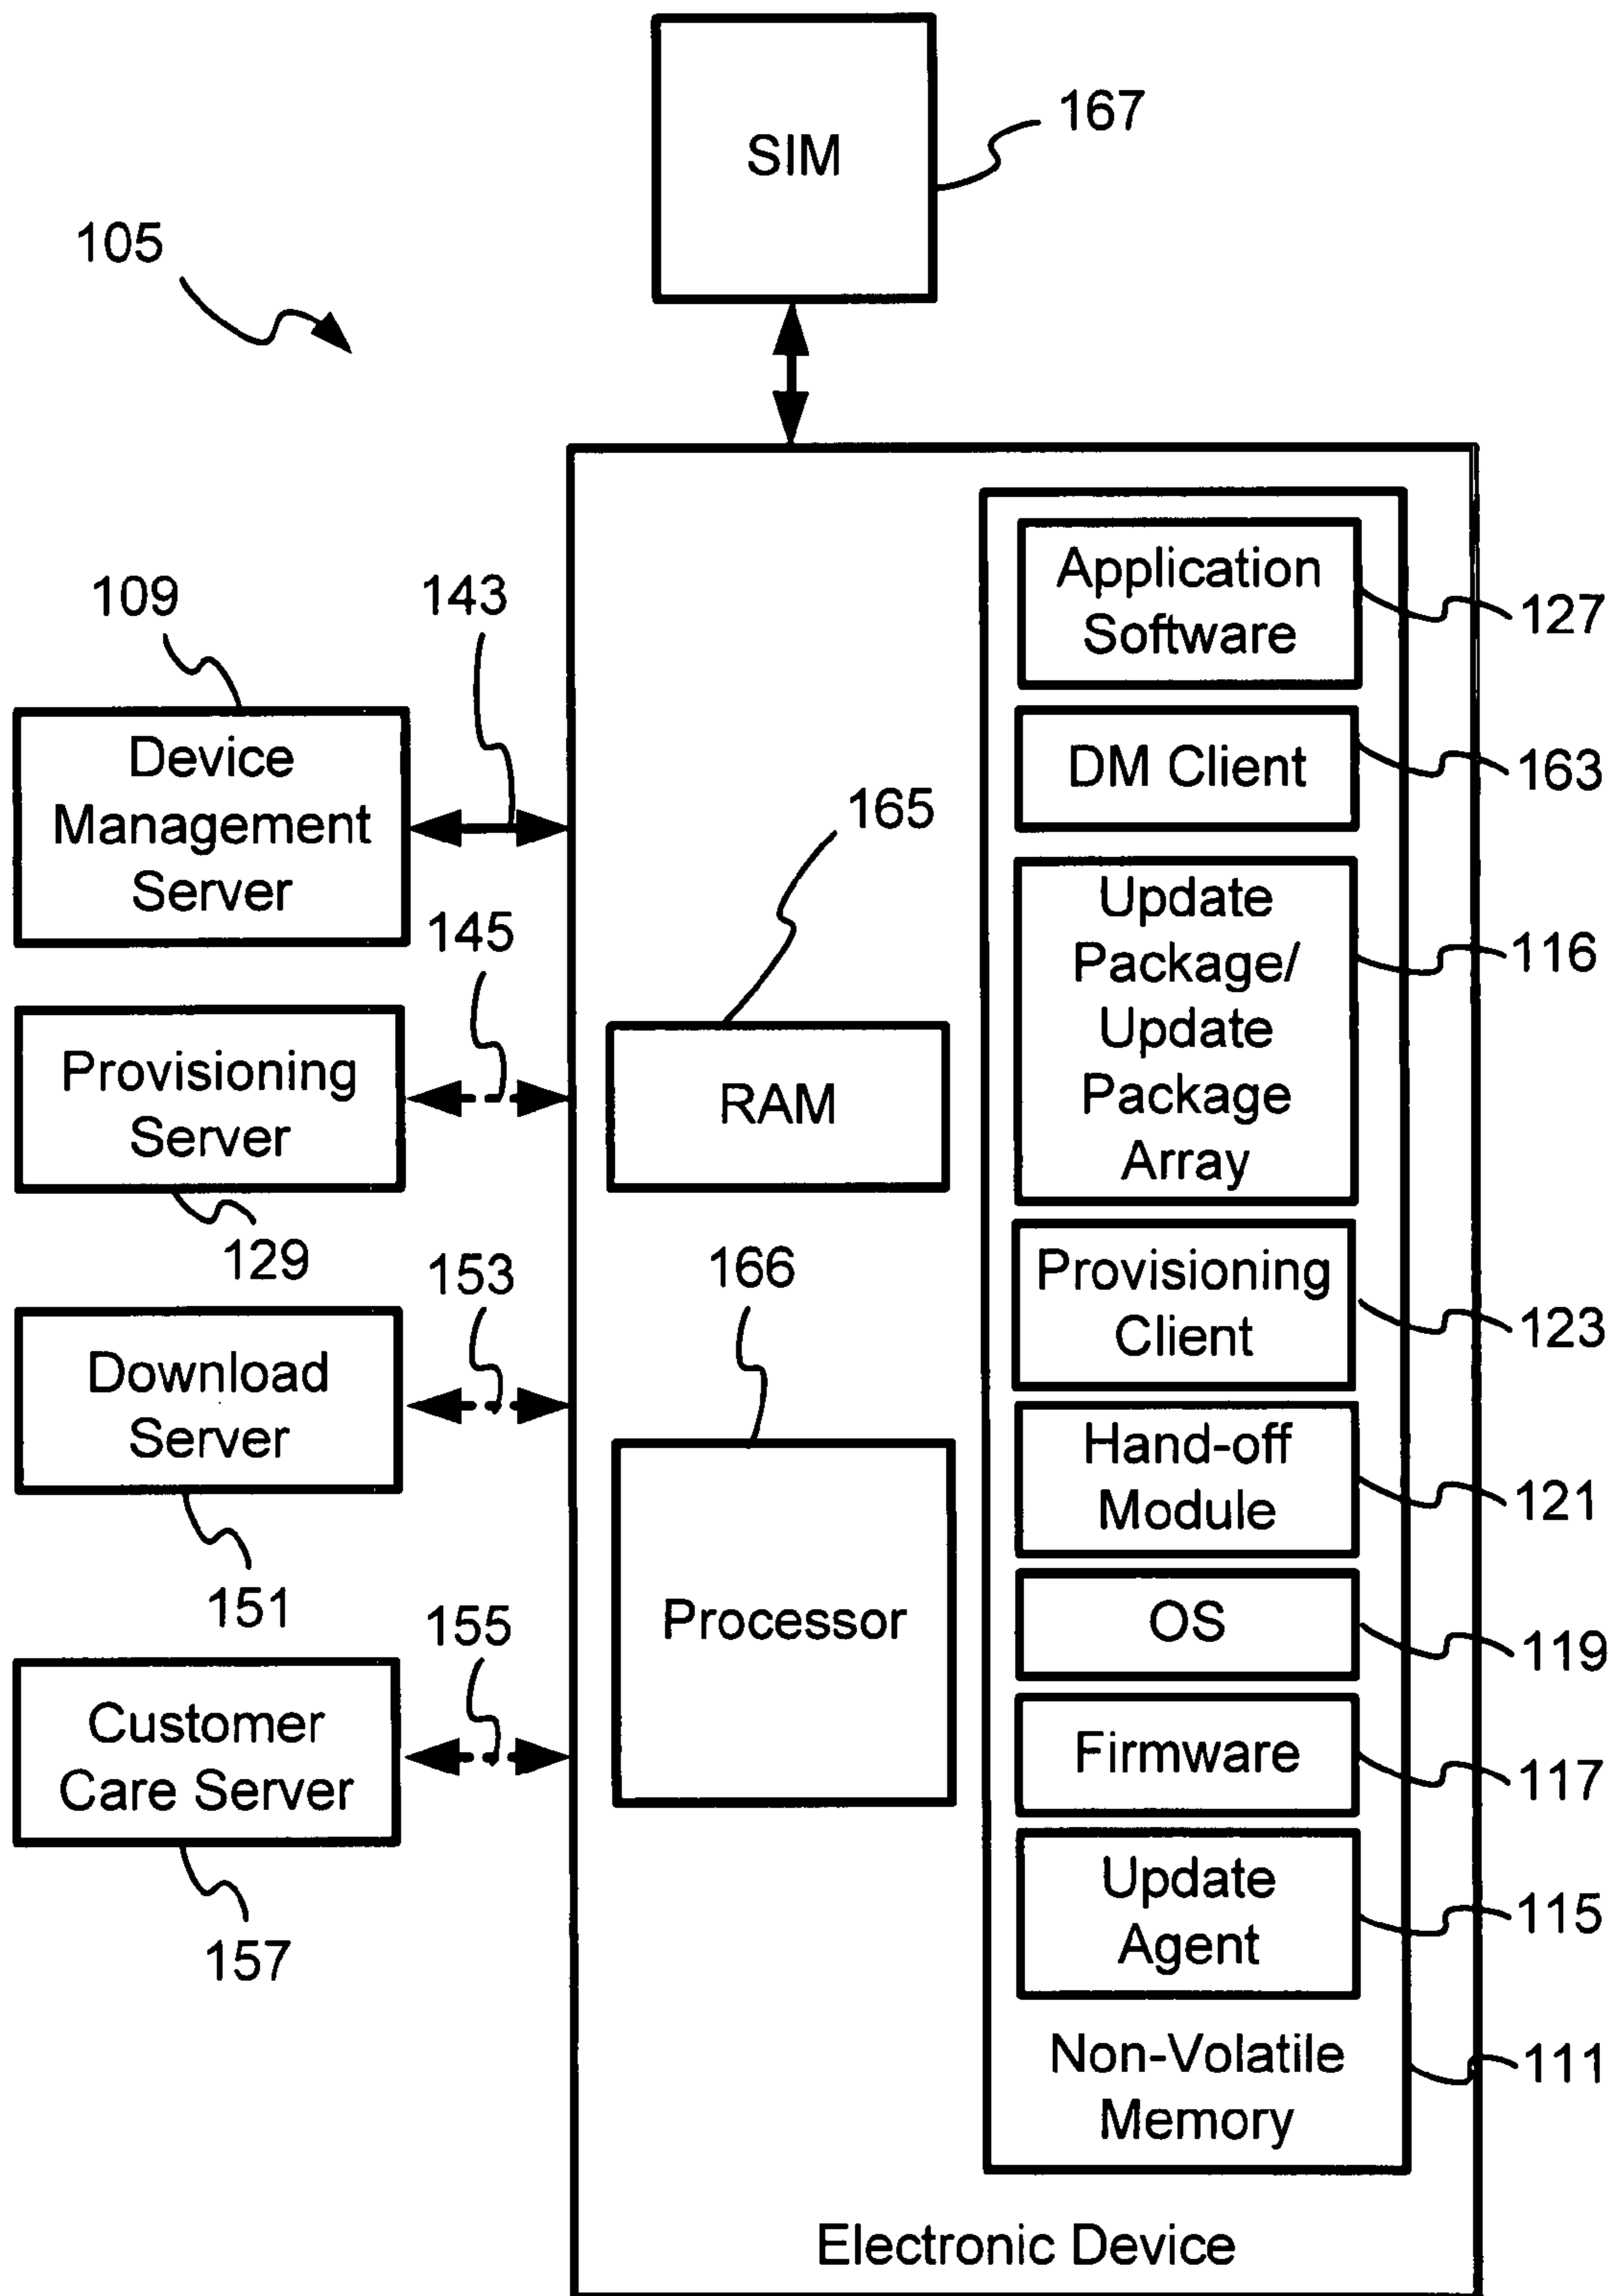 SIM
167
105
Application
Software
127
109
143
DM Client
163
Device
Management
Server
165
Update
Package/
Update
Package
Array
116
145
Provisioning
Server
RAM
129
153
166
Provisioning
Client
123
Download
Server
Hand-off
Module
121
151
155
Processor
OS
119
Customer
Care Server
Firmware
117
157
Update
Agent
115
Non-Volatile
Memory
111
Electronic Device